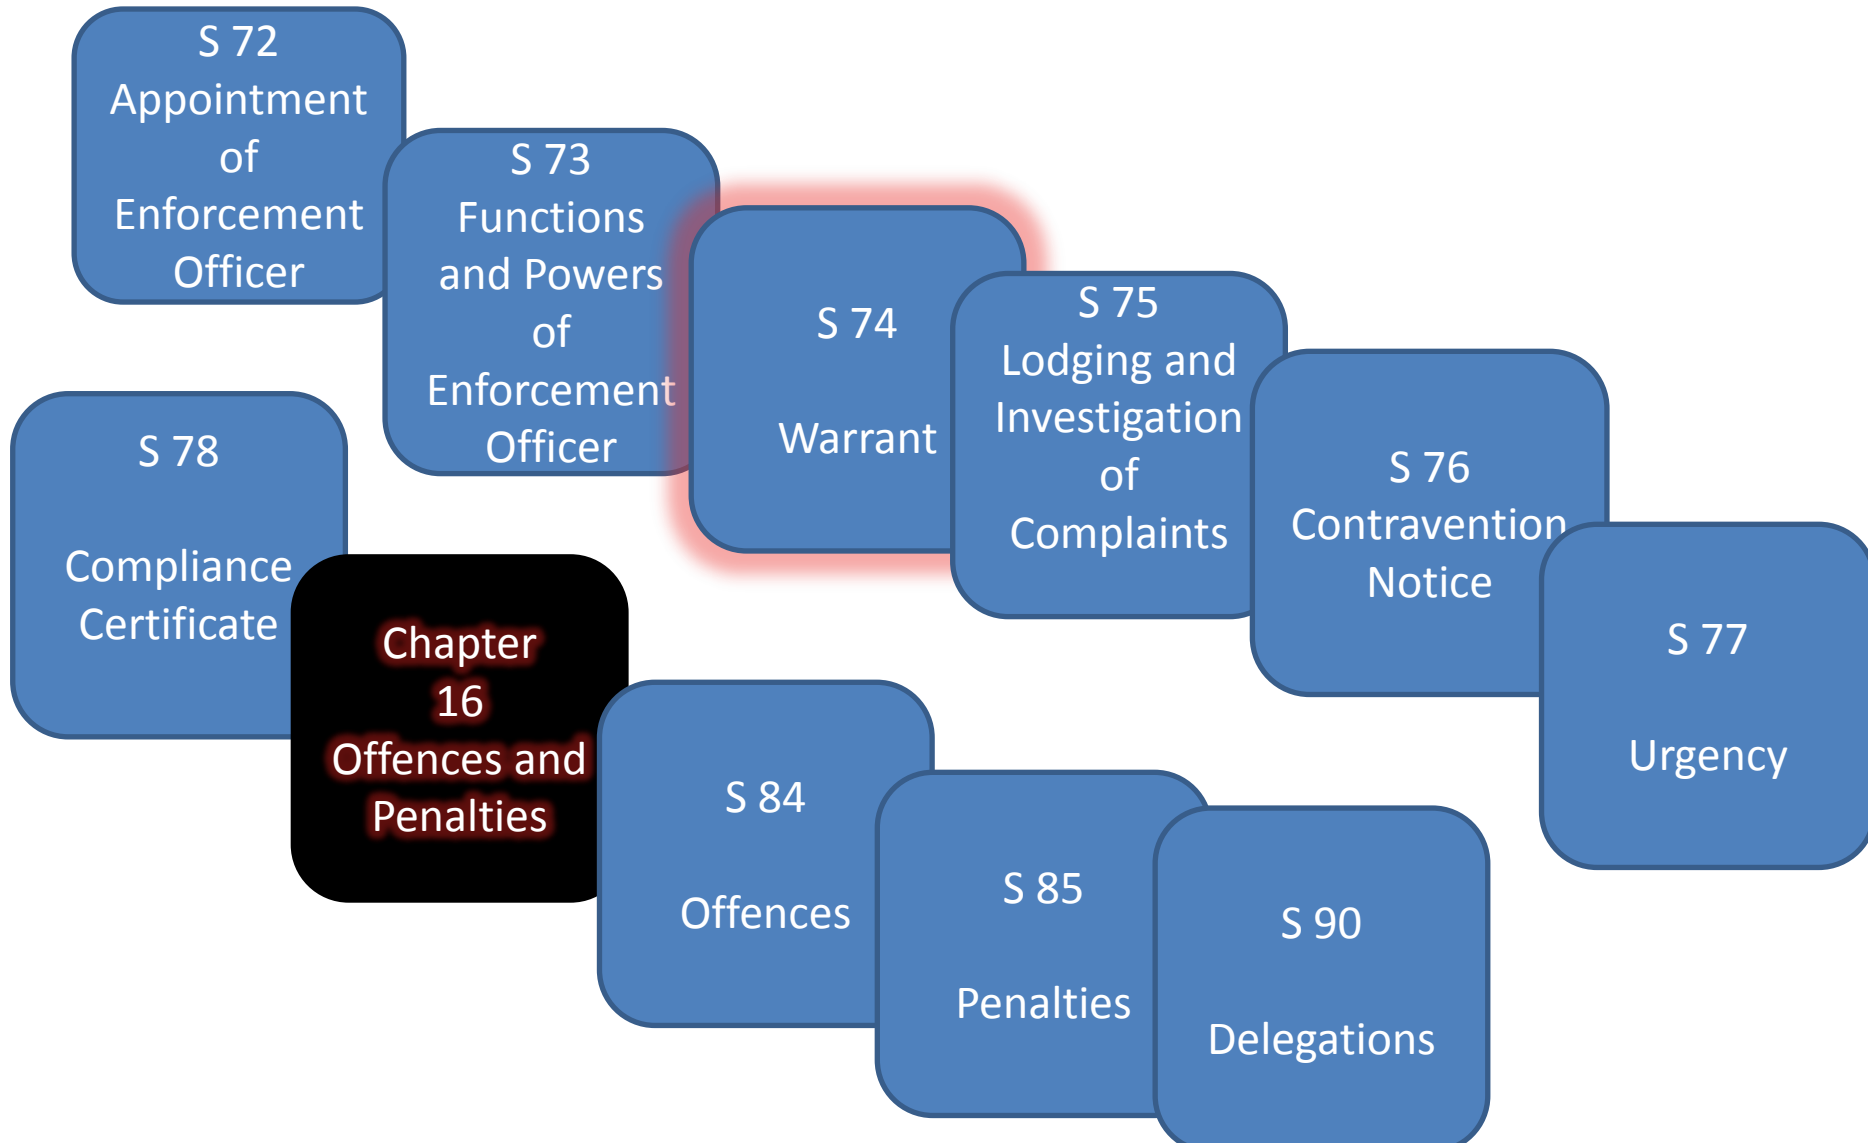 S 72
Appointment
of
Enforcement
Officer
S 73
Functions
and Powers
of
Enforcement
Officer
S 74
Warrant
S 75
Lodging and
Investigation
of
Complaints
S 76
Contravention
Notice
S 77
Urgency
S 78
Compliance
Certificate
Chapter
16
Offences and
Penalties
S 84
Offences
S 85
Penalties
S 90
Delegations